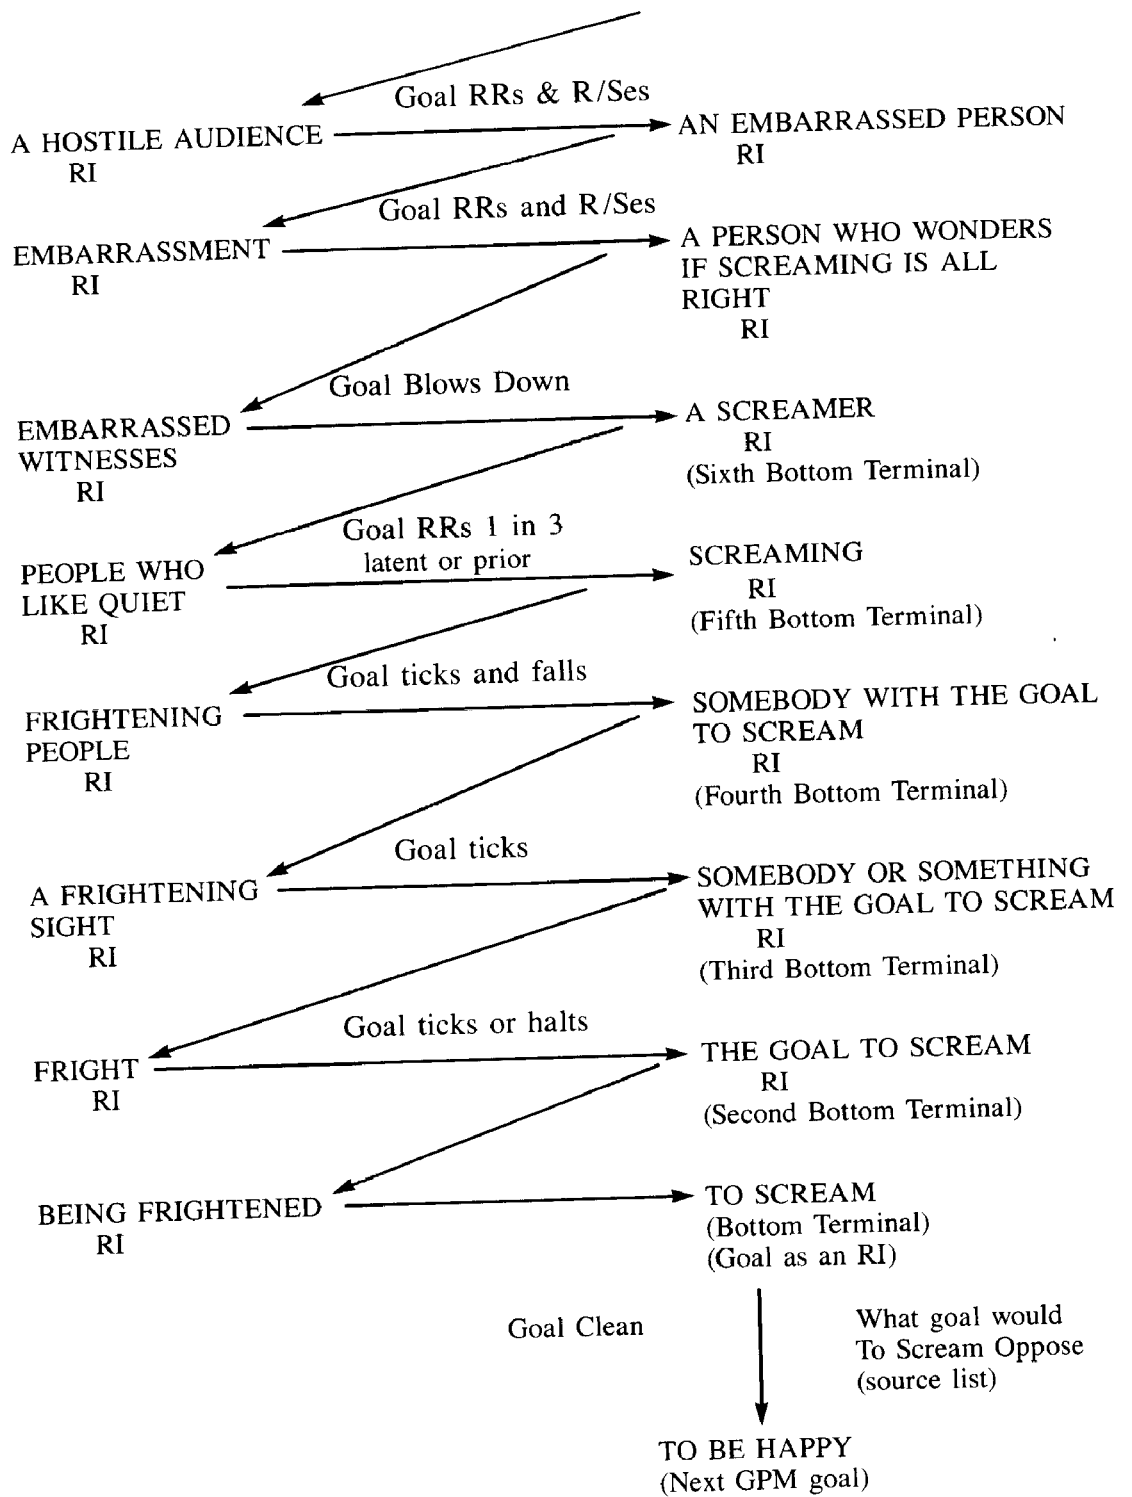 Goal RRs & R/Ses
A HOSTILE AUDIENCE
RI
AN EMBARRASSED PERSON
RI
Goal RRs and R/Ses
EMBARRASSMENT
RI
A PERSON WHO WONDERS
IF SCREAMING IS ALL
RIGHT
RI
Goal Blows Down
EMBARRASSED
WITNESSES
RI
A SCREAMER
RI
(Sixth Bottom Terminal)
Goal RRs 1 in 3
latent or prior
PEOPLE WHO
LIKE QUIET
RI
SCREAMING
RI
(Fifth Bottom Terminal)
Goal ticks and falls
FRIGHTENING
PEOPLE
RI
SOMEBODY WITH THE GOAL
TO SCREAM
RI
(Fourth Bottom Terminal)
Goal ticks
A FRIGHTENING
SIGHT
RI
SOMEBODY OR SOMETHING
WITH THE GOAL TO SCREAM
RI
(Third Bottom Terminal)
Goal ticks or halts
FRIGHT
RI
THE GOAL TO SCREAM
RI
(Second Bottom Terminal)
BEING FRIGHTENED
RI
TO SCREAM
(Bottom Terminal)
(Goal as an RI)
Goal Clean
What goal would
To Scream Oppose
(source list)
TO BE HAPPY
(Next GPM goal)